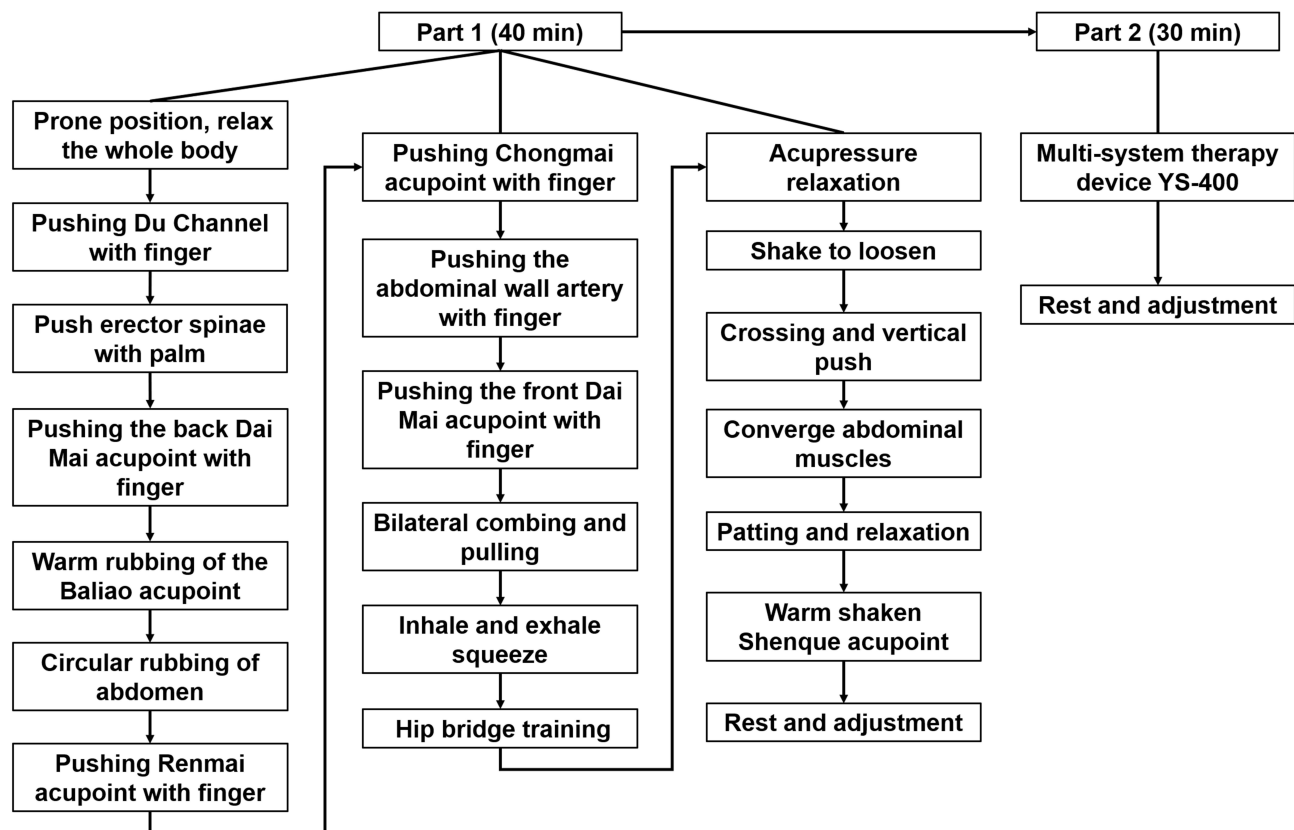 Part 1 (40 min)
Part 2 (30 min)
Prone position, relax
the whole body
Pushing Du Channel
with finger
Push erector spinae
with palm
Pushing the back Dai
Mai acupoint with
finger
Warm rubbing of the
Baliao acupoint
Circular rubbing of
abdomen
Pushing Renmai
acupoint with finger
Pushing Chongmai
acupoint with finger
Pushing the
abdominal wall artery
with finger
Pushing the front Dai
Mai acupoint with
finger
Bilateral combing and
pulling
Inhale and exhale
squeeze
Hip bridge training
Acupressure
relaxation
Shake to loosen
Crossing and vertical
push
Converge abdominal
muscles
Patting and relaxation
Warm shaken
Shenque acupoint
Rest and adjustment
Multi-system therapy
device YS-400
Rest and adjustment